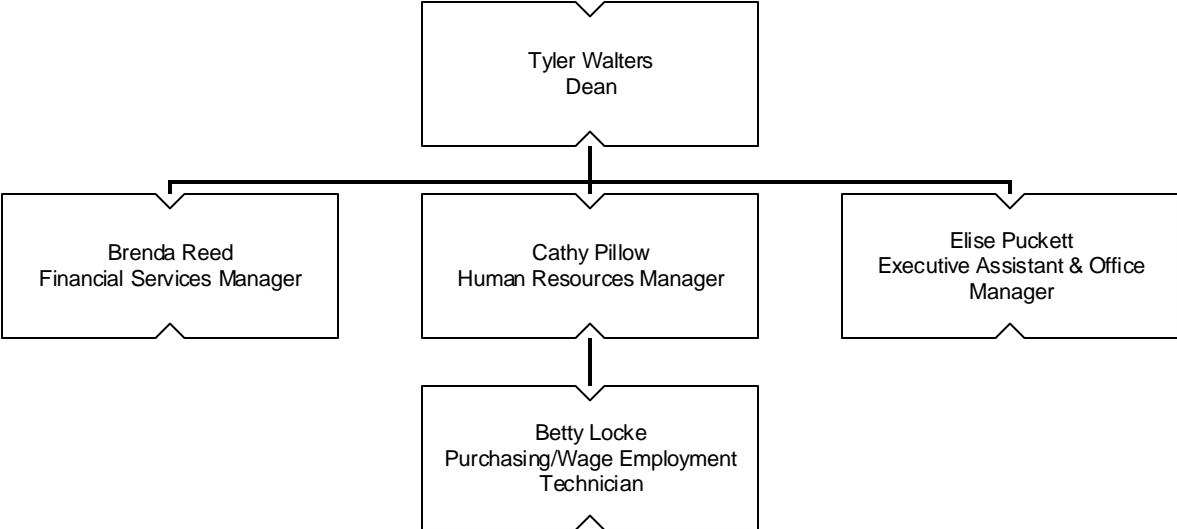 Tyler Walters
Dean
Brenda Reed
Financial Services Manager
Cathy Pillow
Human Resources Manager
Elise Puckett
Executive Assistant & Office
Manager
Betty Locke
Purchasing/Wage Employment
Technician